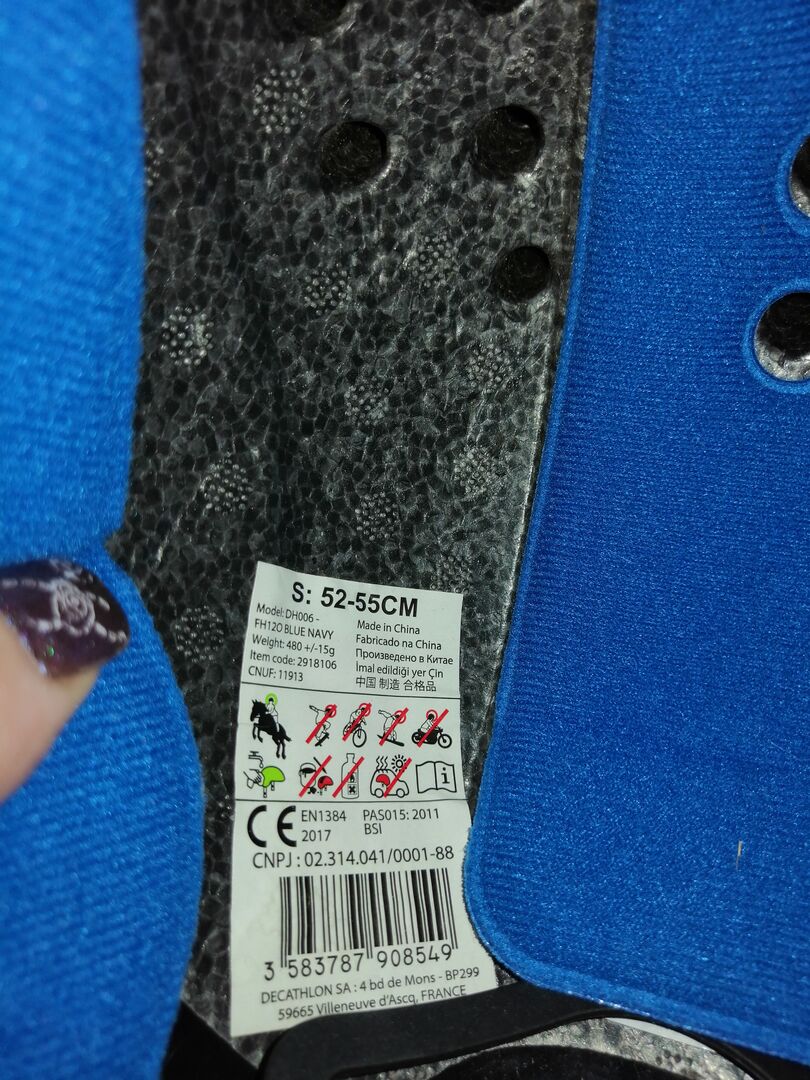 S: 52-55CM
Model: DH006 -
FH120 BLUE NAVY
Weight: 480 +/-15g
Item code: 2918106
CNUF: 11913
Made in China
Fabricado na China
Произведено в Китае
İmal edildiği yer Çin
中国 制造 合格品
i
CE
EN1384
2017
PAS015: 2011
BSI
CNPJ : 02.314.041/0001-88
3 583787 908549
DECATHLON SA : 4 bd de Mons - BP299
59665 Villeneuve d'Ascq, FRANCE